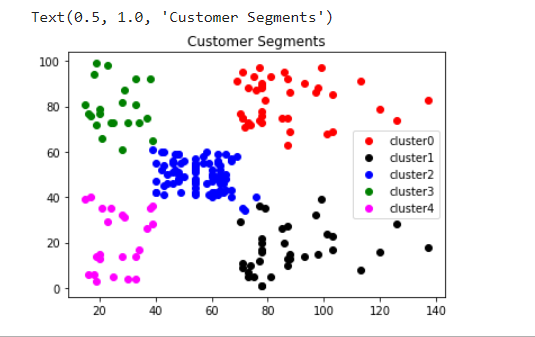 Text(0.5, 1.0, 'Customer Segments')
Customer Segments
100
80
60
40
20
0
cluster0
cluster1
cluster2
cluster3
cluster4
20 40 60 80 100 120 140